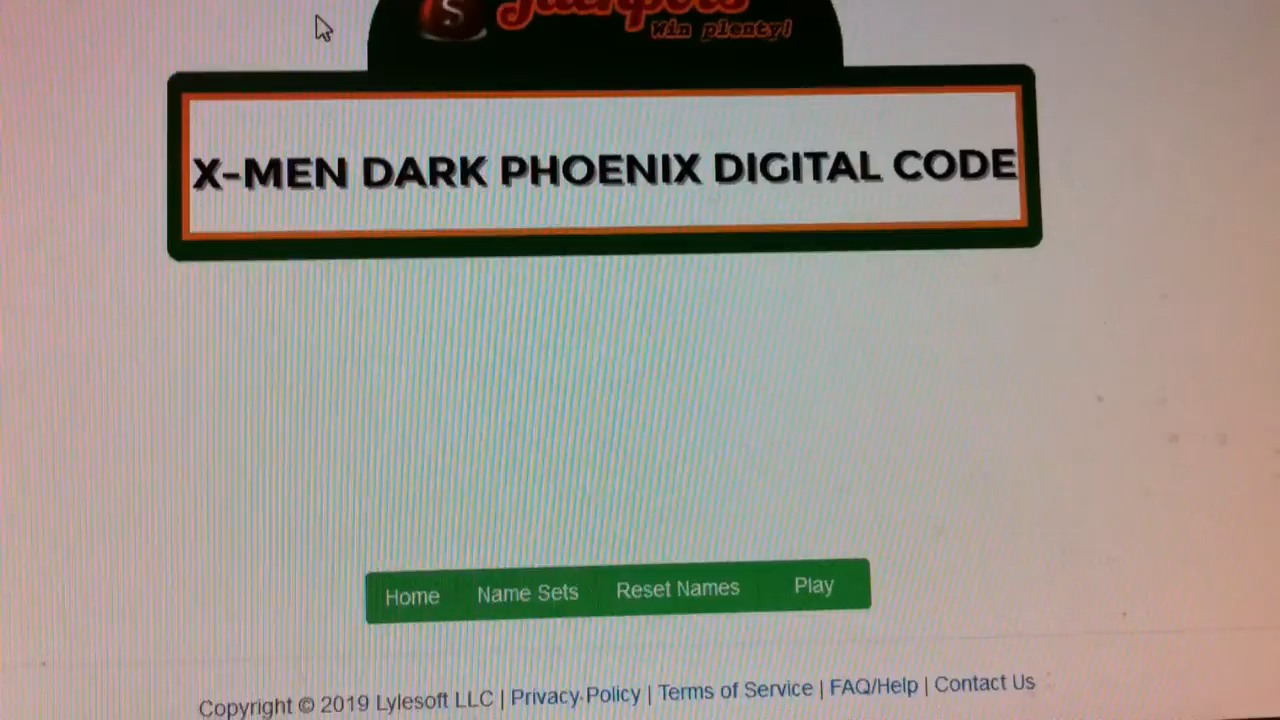 S
Jackpots
Win plenty!
X-MEN DARK PHOENIX DIGITAL CODE
Home Name Sets Reset Names Play
Copyright © 2019 Lylesoft LLC | Privacy Policy | Terms of Service | FAQ/Help | Contact Us